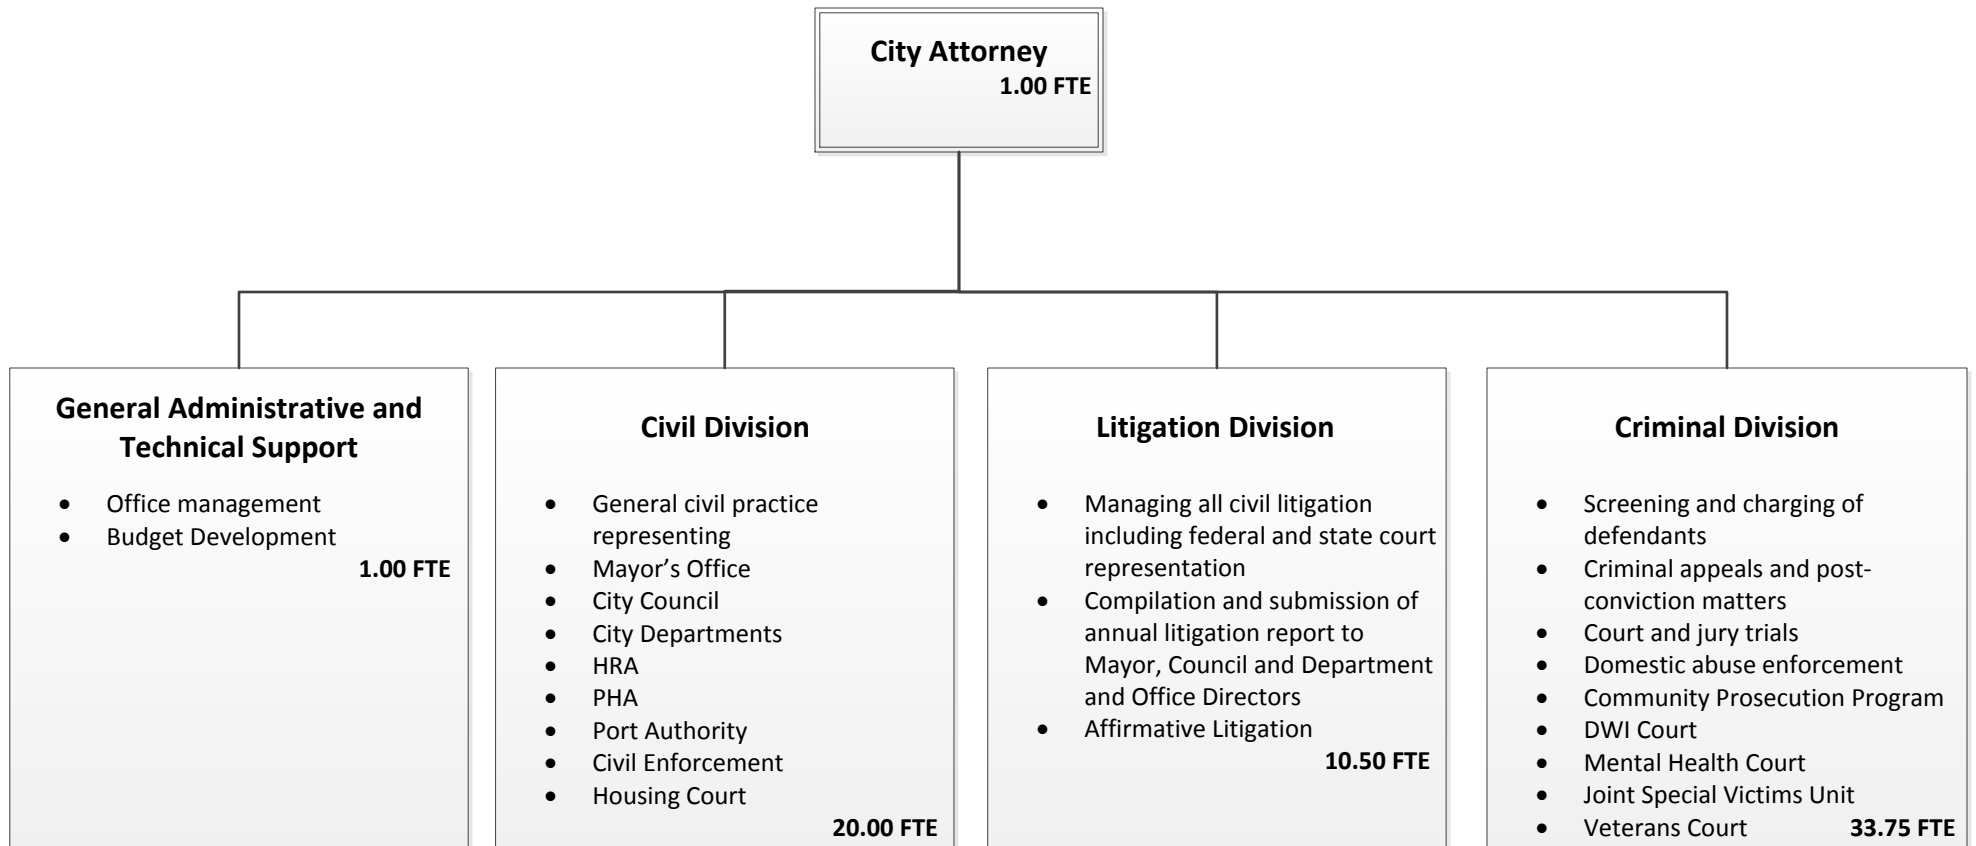 City Attorney
1.00 FTE
General Administrative and
Technical Support
• Office management
• Budget Development
1.00 FTE
Civil Division
• General civil practice
representing
• Mayor’s Office
• City Council
• City Departments
• HRA
• PHA
• Port Authority
• Civil Enforcement
• Housing Court
20.00 FTE
Litigation Division
• Managing all civil litigation
including federal and state court
representation
• Compilation and submission of
annual litigation report to
Mayor, Council and Department
and Office Directors
• Affirmative Litigation
10.50 FTE
Criminal Division
• Screening and charging of
defendants
• Criminal appeals and post-
conviction matters
• Court and jury trials
• Domestic abuse enforcement
• Community Prosecution Program
• DWI Court
• Mental Health Court
• Joint Special Victims Unit
• Veterans Court 33.75 FTE